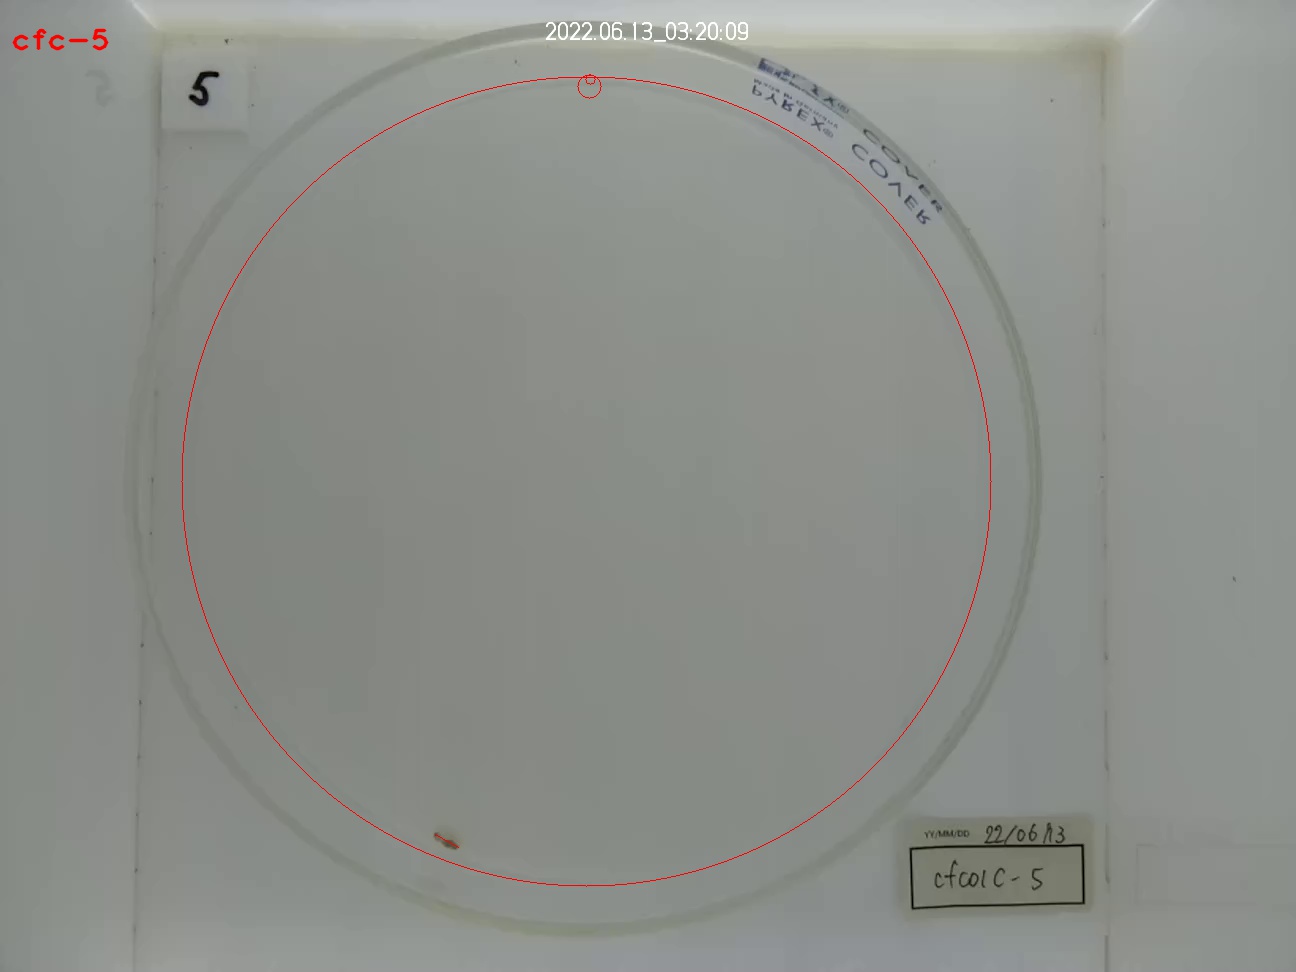 cfc-5
2022.06.13_03:20:09
5
PYREX®
COVER
COVER
YY/MM/DD 22/06/13
cfc01C-5